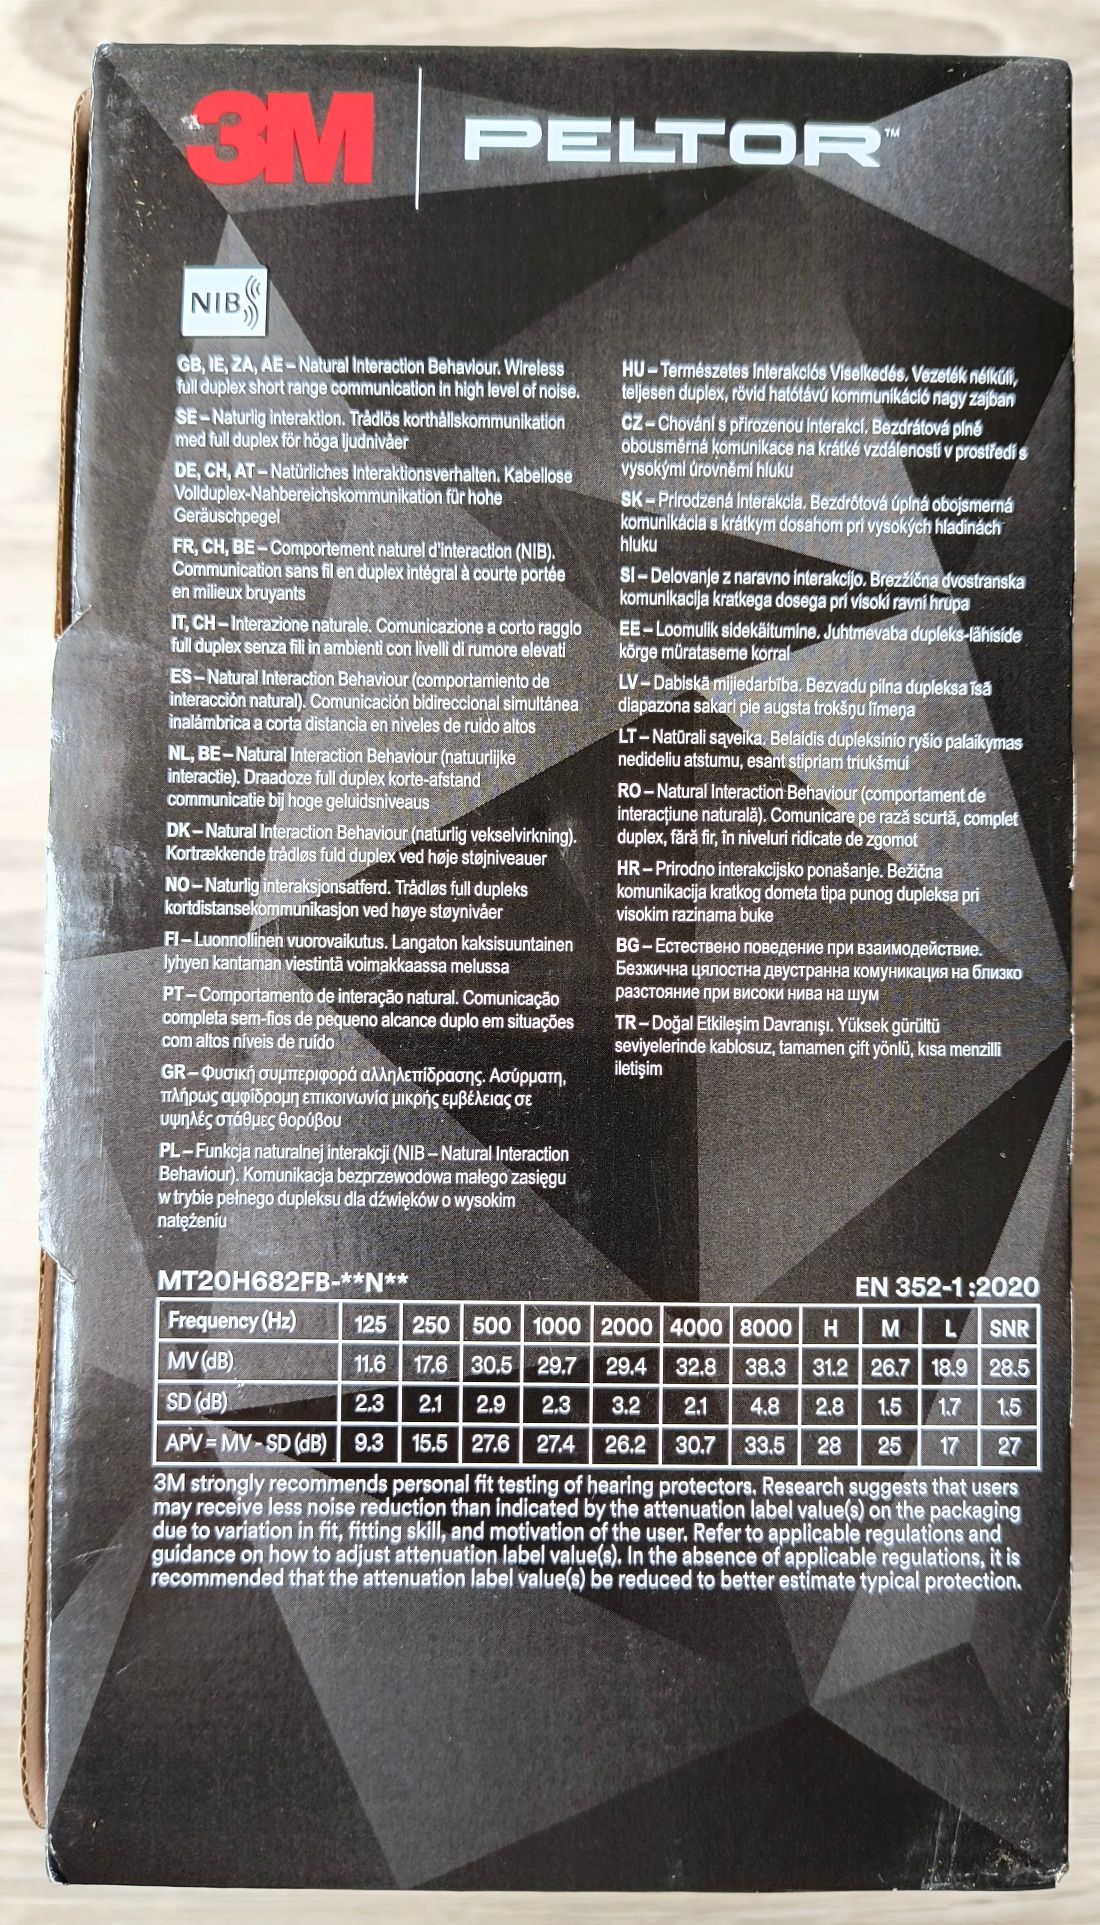 3M
PELTOR™
NIB
GB, IE, ZA, AE – Natural Interaction Behaviour. Wireless
full duplex short range communication in high level of noise.
SE – Naturlig interaktion. Trådlös korthållskommunikation
med full duplex för höga ljudnivåer
DE, CH, AT – Natürliches Interaktionsverhalten. Kabellose
Vollduplex-Nahbereichskommunikation für hohe
Geräuschpegel
FR, CH, BE – Comportement naturel d'interaction (NIB).
Communication sans fil en duplex intégral à courte portée
en milieux bruyants
IT, CH – Interazione naturale. Comunicazione a corto raggio
full duplex senza fili in ambienti con livelli di rumore elevati
ES – Natural Interaction Behaviour (comportamiento de
interacción natural). Comunicación bidireccional simultánea
inalámbrica a corta distancia en niveles de ruido altos
NL, BE – Natural Interaction Behaviour (natuurlijke
interactie). Draadoze full duplex korte-afstand
communicatie bij hoge geluidsniveaus
DK – Natural Interaction Behaviour (naturlig vekselvirkning).
Kortrækkende trådløs fuld duplex ved høje støjniveauer
NO – Naturlig interaksjonsatferd. Trådløs full dupleks
kortdistansekommunikasjon ved høye støynivåer
FI – Luonnollinen vuorovaikutus. Langaton kaksisuuntainen
lyhyen kantaman viestintä voimakkaassa melussa
PT – Comportamento de interação natural. Comunicação
completa sem-fios de pequeno alcance duplo em situações
com altos níveis de ruído
GR – Φυσική συμπεριφορά αλληλεπίδρασης. Ασύρματη,
πλήρως αμφίδρομη επικοινωνία μικρής εμβέλειας σε
υψηλές στάθμες θορύβου
PL – Funkcja naturalnej interakcji (NIB – Natural Interaction
Behaviour). Komunikacja bezprzewodowa małego zasięgu
w trybie pełnego dupleksu dla dźwięków o wysokim
natężeniu
HU – Természetes Interakciós Viselkedés. Vezeték nélküli,
teljesen duplex, rövid hatótávú kommunikáció nagy zajban
CZ – Chování s přirozenou interakcí. Bezdrátová plně
obousměrná komunikace na krátké vzdálenosti v prostředí s
vysokými úrovněmi hluku
SK – Prirodzená interakcia. Bezdrôtová úplná obojsmerná
komunikácia s krátkym dosahom pri vysokých hladinách
hluku
SI – Delovanje z naravno interakcijo. Brezžična dvostranska
komunikacija kratkega dosega pri visoki ravni hrupa
EE – Loomulik sidekäitumine. Juhtmevaba dupleks-lähiside
kõrge mürataseme korral
LV – Dabiskā mijiedarbība. Bezvadu pilna dupleksa īsā
diapazona sakari pie augsta trokšņu līmeņa
LT – Natūrali sąveika. Belaidis dupleksinio ryšio palaikymas
nedideliu atstumu, esant stipriam triukšmui
RO – Natural Interaction Behaviour (comportament de
interacțiune naturală). Comunicare pe rază scurtă, complet
duplex, fără fir, în niveluri ridicate de zgomot
HR – Prirodno interakcijsko ponašanje. Bežična
komunikacija kratkog dometa tipa punog dupleksa pri
visokim razinama buke
BG – Естествено поведение при взаимодействие.
Безжична цялостна двустранна комуникация на близко
разстояние при високи нива на шум
TR – Doğal Etkileşim Davranışı. Yüksek gürültü
seviyelerinde kablosuz, tamamen çift yönlü, kısa menzilli
iletişim
MT20H682FB-**N** EN 352-1:2020
Frequency (Hz) 125 250 500 1000 2000 4000 8000 H M L SNR
MV (dB) 11.6 17.6 30.5 29.7 29.4 32.8 38.3 31.2 26.7 18.9 28.5
SD (dB) 2.3 2.1 2.9 2.3 3.2 2.1 4.8 2.8 1.5 1.7 1.5
APV = MV - SD (dB) 9.3 15.5 27.6 27.4 26.2 30.7 33.5 28 25 17 27
3M strongly recommends personal fit testing of hearing protectors. Research suggests that users
may receive less noise reduction than indicated by the attenuation label value(s) on the packaging
due to variation in fit, fitting skill, and motivation of the user. Refer to applicable regulations and
guidance on how to adjust attenuation label value(s). In the absence of applicable regulations, it is
recommended that the attenuation label value(s) be reduced to better estimate typical protection.